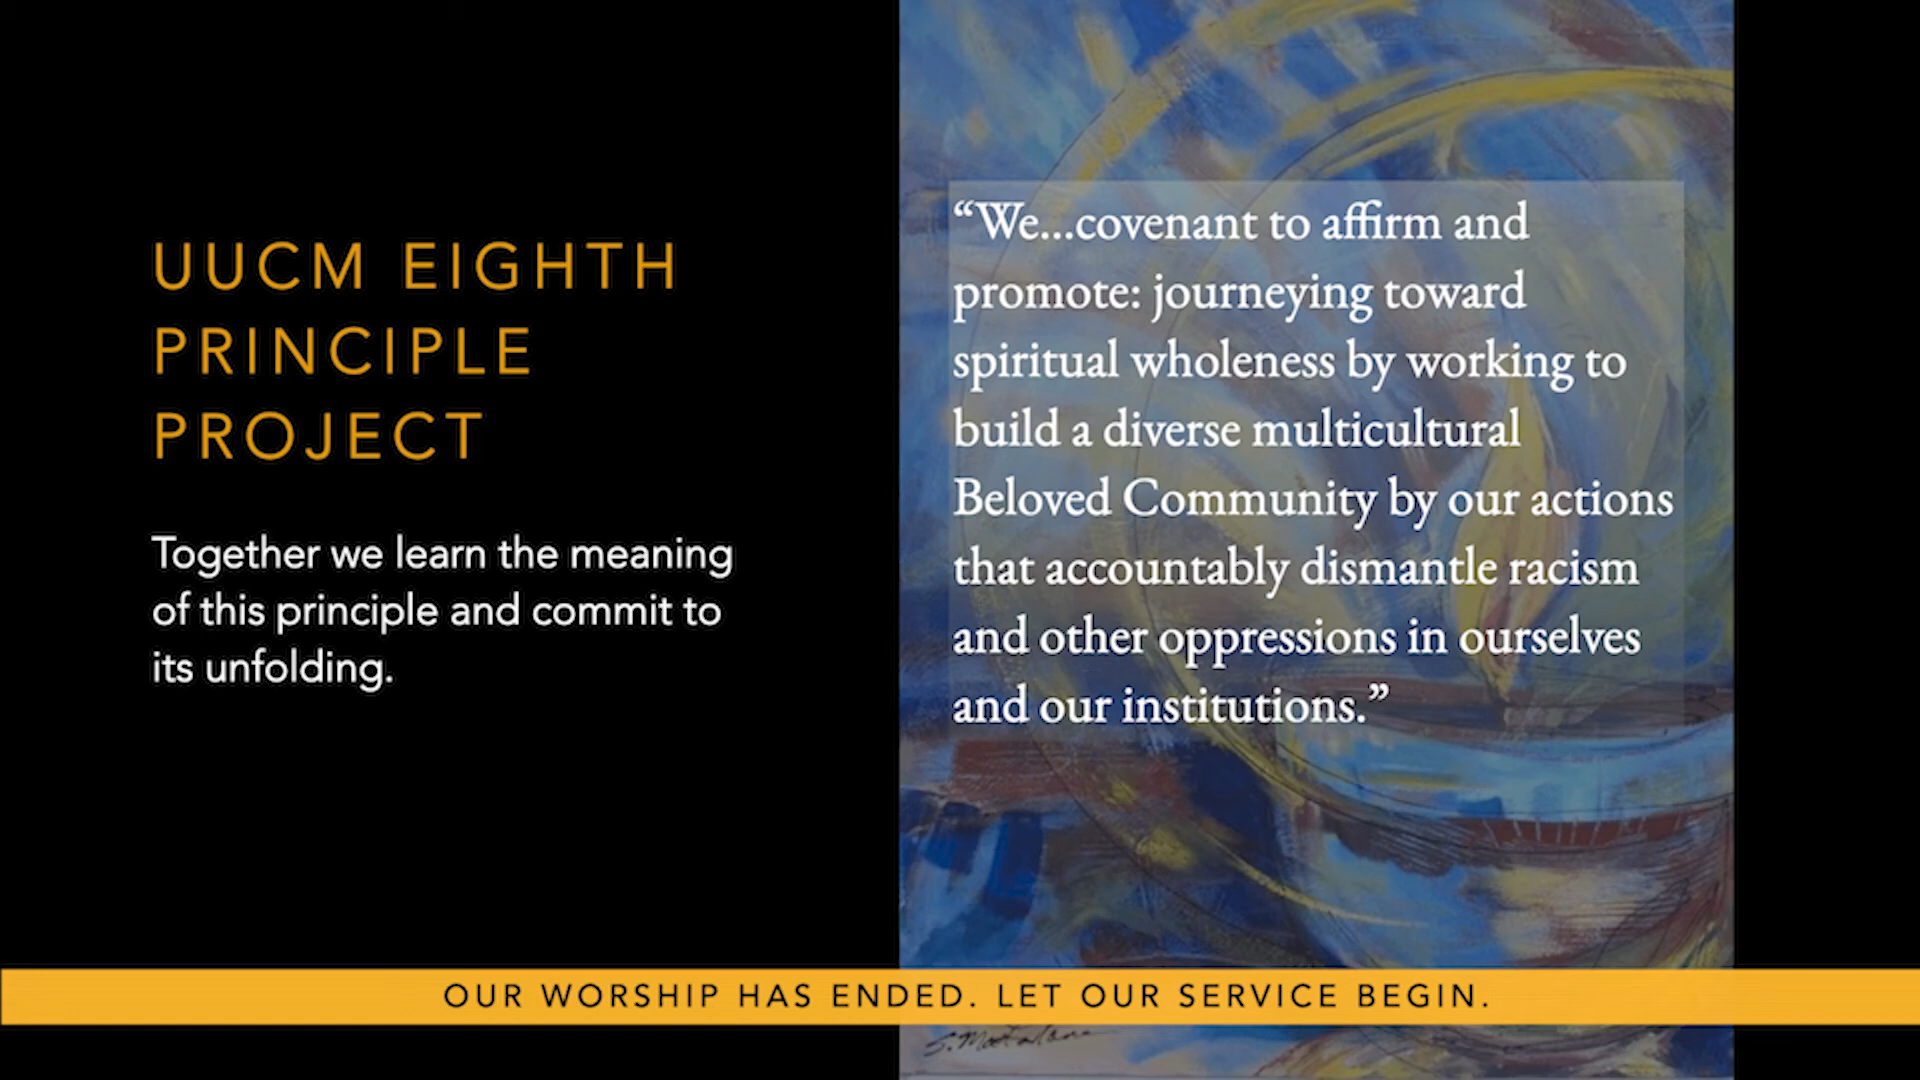 UUCM EIGHTH
PRINCIPLE
PROJECT
Together we learn the meaning
of this principle and commit to
its unfolding.
“We...covenant to affirm and
promote: journeying toward
spiritual wholeness by working to
build a diverse multicultural
Beloved Community by our actions
that accountably dismantle racism
and other oppressions in ourselves
and our institutions.”
OUR WORSHIP HAS ENDED. LET OUR SERVICE BEGIN.
S. MacFarlane